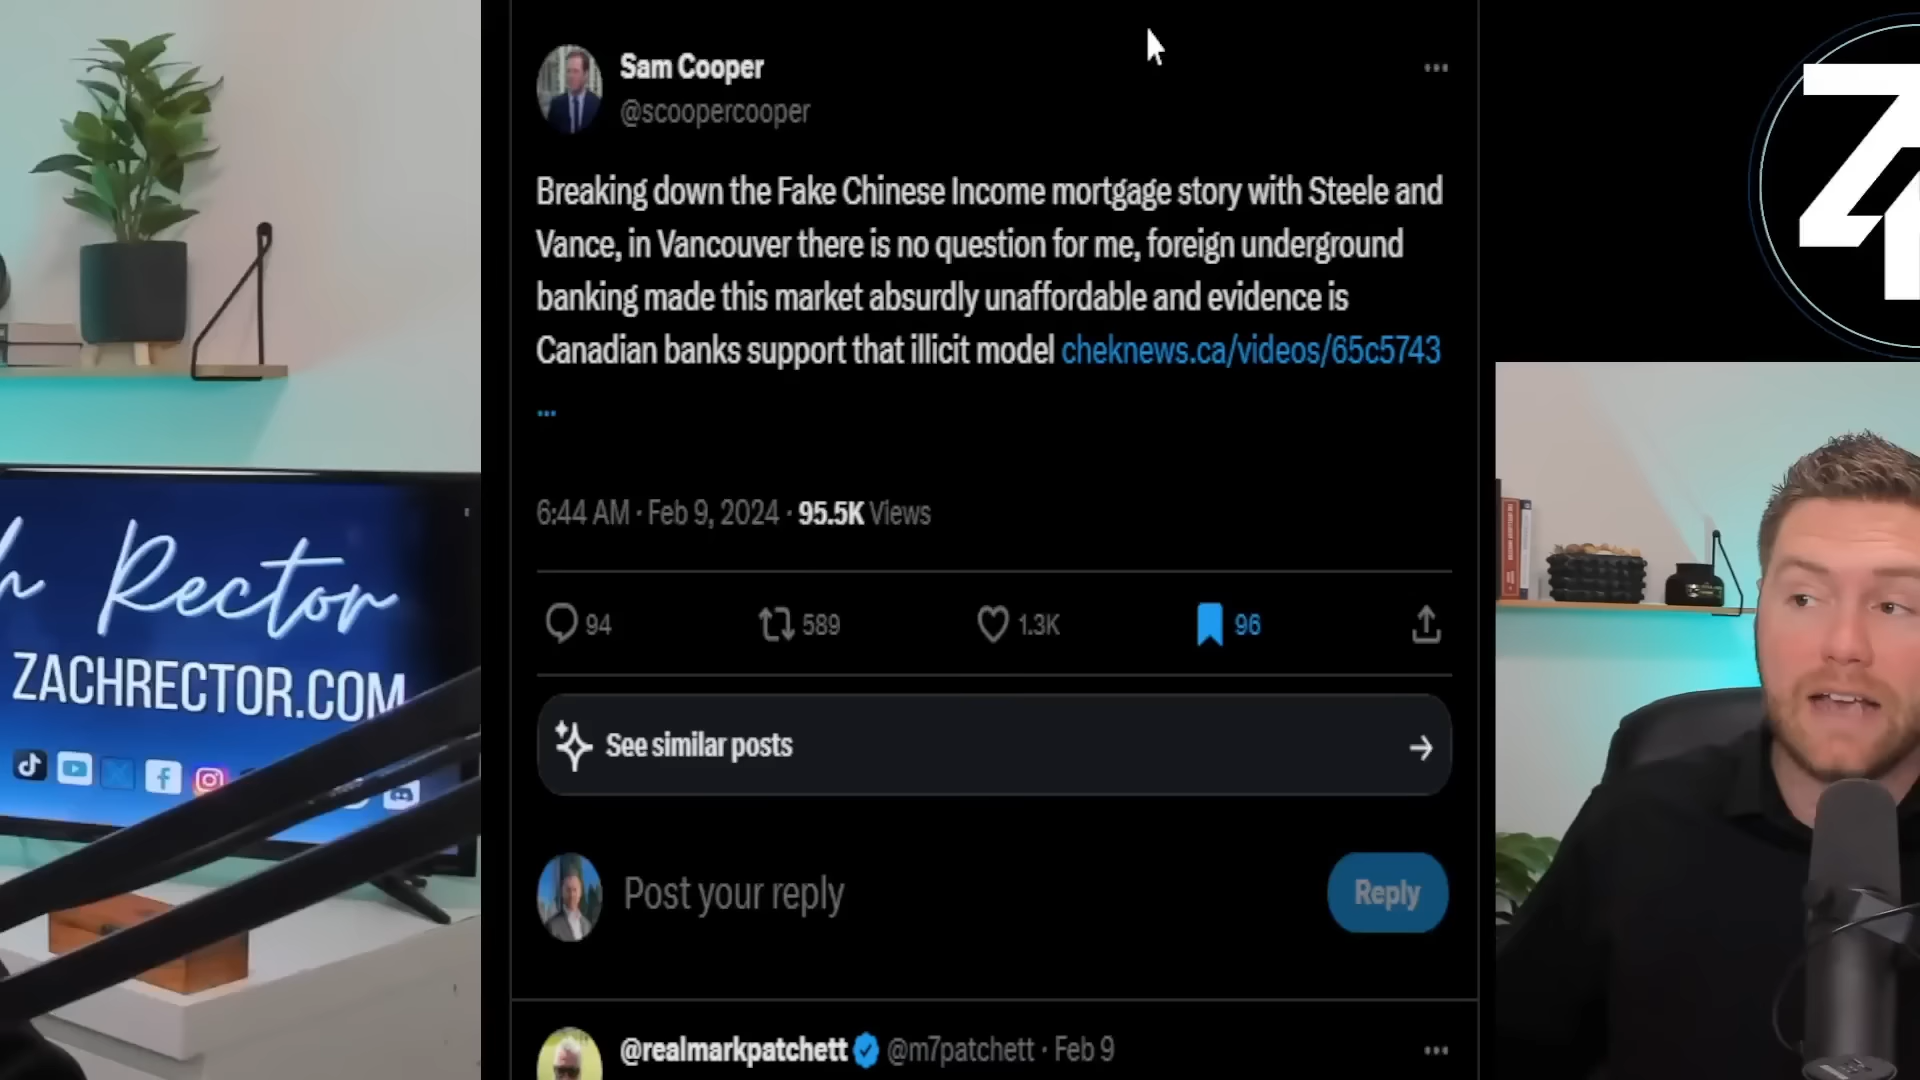 Sam Cooper
@scoopercooper
Breaking down the Fake Chinese Income mortgage story with Steele and
Vance, in Vancouver there is no question for me, foreign underground
banking made this market absurdly unaffordable and evidence is
Canadian banks support that illicit model cheknews.ca/videos/65c5743
...
6:44 AM · Feb 9, 2024 · 95.5K Views
94 589 1.3K 96
See similar posts
Post your reply
Reply
@realmarkpatchett @m7patchett · Feb 9
h Rector
ZACHRECTOR.COM